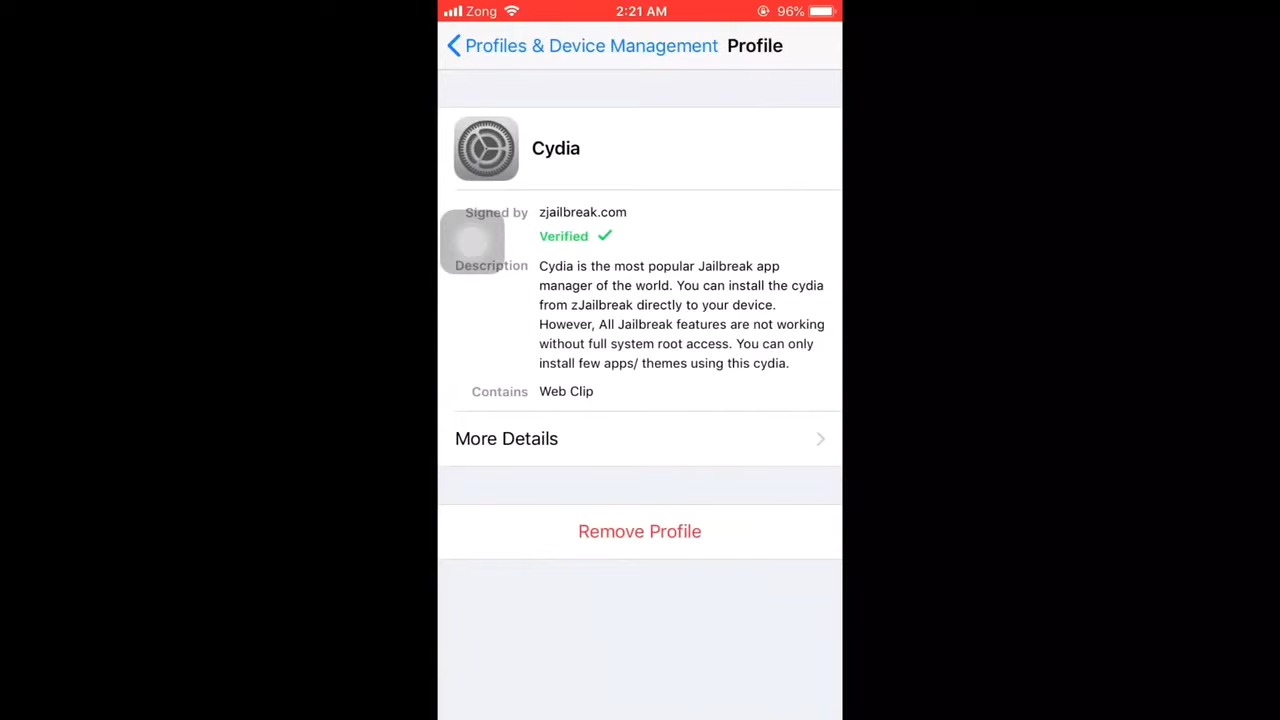 Zong 2:21 AM 96%
Profiles & Device Management Profile
Cydia
Signed by zjailbreak.com
Verified
Description Cydia is the most popular Jailbreak app
manager of the world. You can install the cydia
from zJailbreak directly to your device.
However, All Jailbreak features are not working
without full system root access. You can only
install few apps/ themes using this cydia.
Contains Web Clip
More Details
Remove Profile